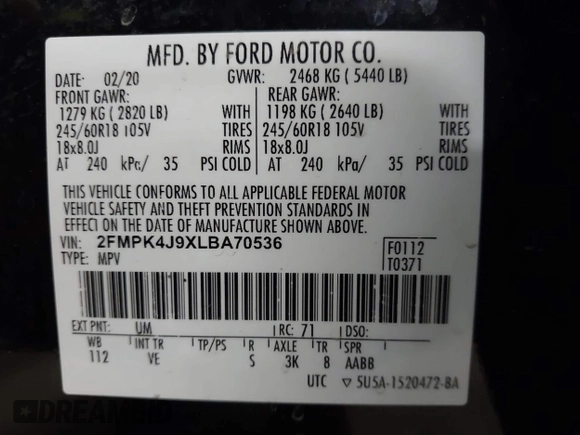 MFD. BY FORD MOTOR CO.
DATE: 02/20 GVWR: 2468 KG ( 5440 LB)
FRONT GAWR: REAR GAWR:
1279 KG ( 2820 LB) WITH 1198 KG ( 2640 LB) WITH
245/60R18 105V TIRES 245/60R18 105V TIRES
18x8.0J RIMS 18x8.0J RIMS
AT 240 kPa/ 35 PSI COLD AT 240 kPa/ 35 PSI COLD
THIS VEHICLE CONFORMS TO ALL APPLICABLE FEDERAL MOTOR
VEHICLE SAFETY AND THEFT PREVENTION STANDARDS IN
EFFECT ON THE DATE OF MANUFACTURE SHOWN ABOVE.
VIN: 2FMPK4J9XLBA70536 F0112
TYPE: MPV T0371
EXT PNT: UM RC: 71 DSO:
WB INT TR TP/PS R AXLE TR SPR
112 VE S 3K 8 AABB
UTC ▽ 5U5A-1520472-BA
DREAMBID